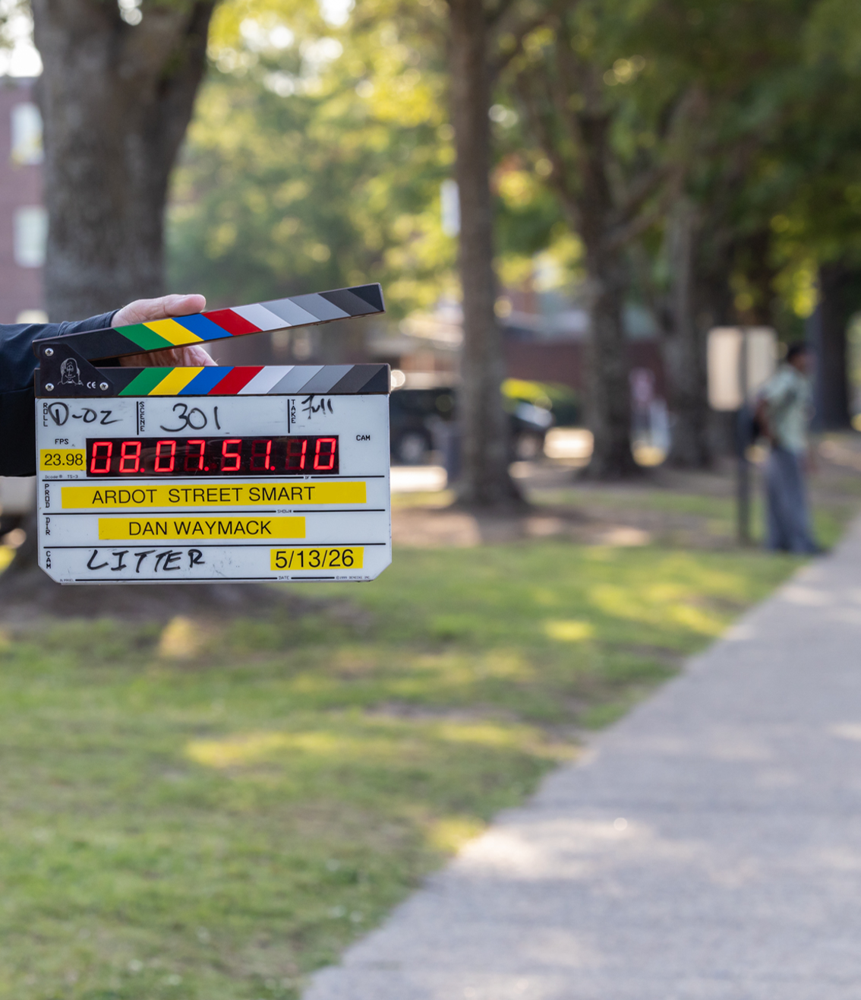 ROLL D-02 SCENE 301 TAKE
FPS CAM
23.98 08.07.51.10
PROD ARDOT STREET SMART
DIR DAN WAYMACK
CAM LITTER 5/13/26
DATE